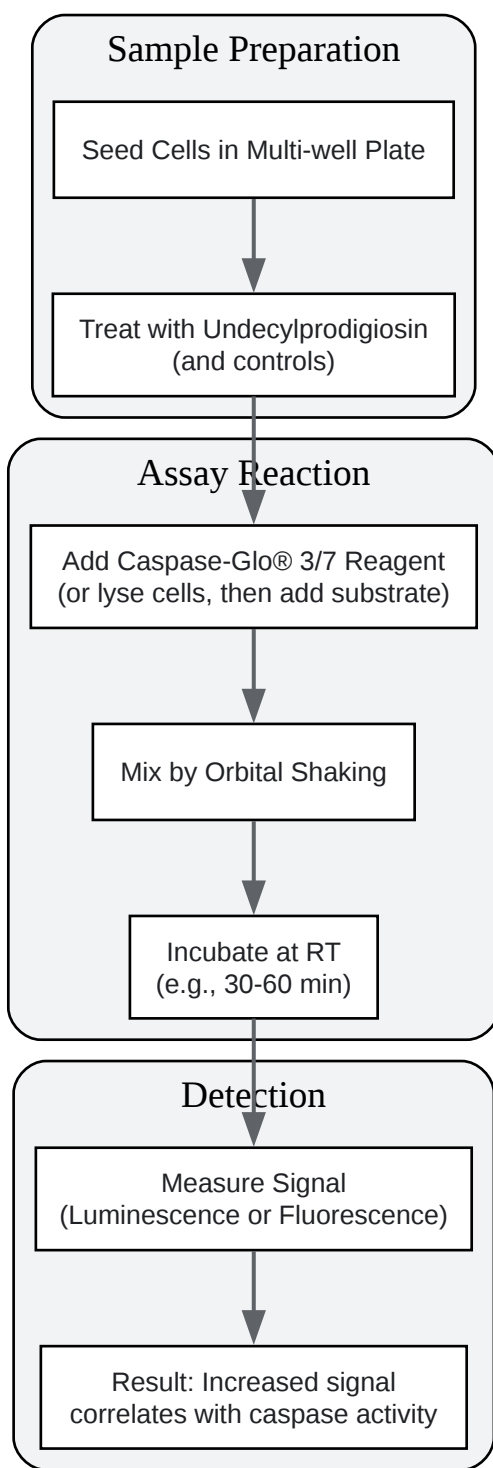 Sample Preparation
Seed Cells in Multi-well Plate
Treat with Undecylprodigiosin
(and controls)
Assay Reaction
Add Caspase-Glo® 3/7 Reagent
(or lyse cells, then add substrate)
Mix by Orbital Shaking
Incubate at RT
(e.g., 30-60 min)
Detection
Measure Signal
(Luminescence or Fluorescence)
Result: Increased signal
correlates with caspase activity